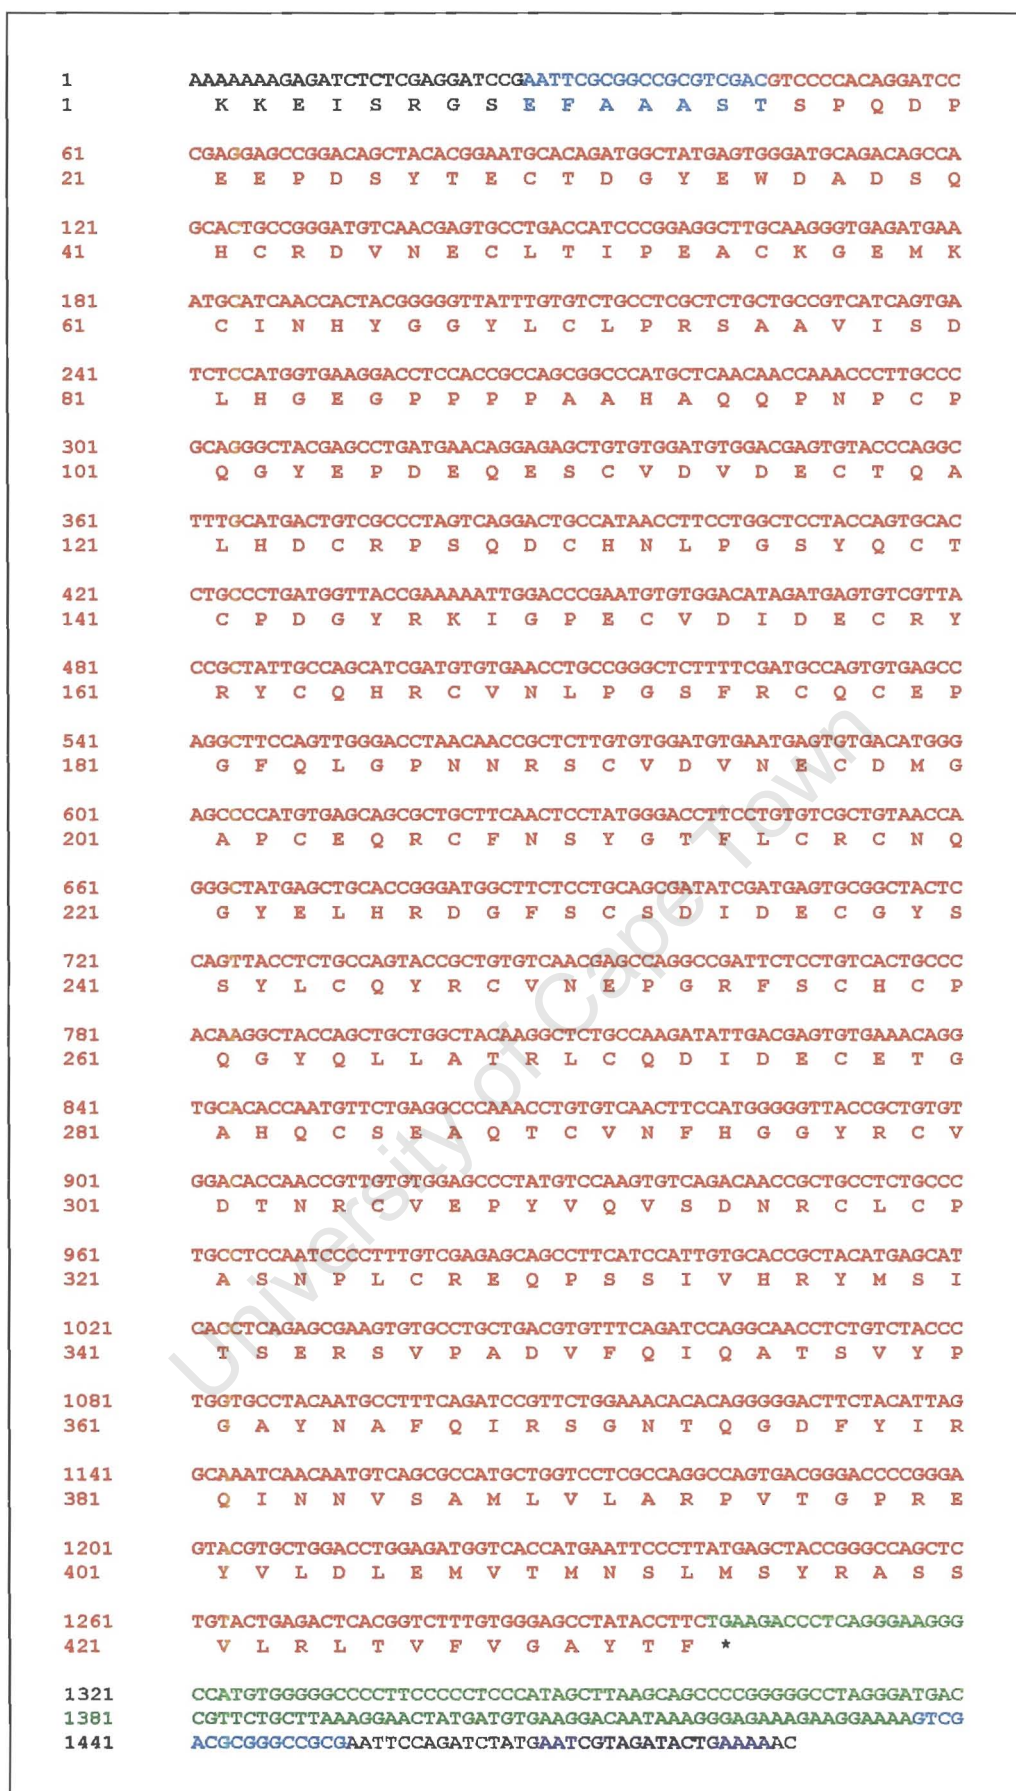 1 AAAAAAAGAGATCTCTCGAGGATCCGAATTCGCGGCCGCGTCGACGTCCCCACAGGATCC
1 K K E I S R G S E F A A A S T S P Q D P
61 CGAGGAGCCGGACAGCTACACGGAATGCACAGATGGCTATGAGTGGGATGCAGACAGCCA
21 E E P D S Y T E C T D G Y E W D A D S Q
121 GCACTGCCGGGATGTCAACGAGTGCCTGACCATCCCGGAGGCTTGCAAGGGTGAGATGAA
41 H C R D V N E C L T I P E A C K G E M K
181 ATGCATCAACCACTACGGGGGTTATTTGTGTCTGCCTCGCTCTGCTGCCGTCATCAGTGA
61 C I N H Y G G Y L C L P R S A A V I S D
241 TCTCCATGGTGAAGGACCTCCACCGCCAGCGGCCCATGCTCAACAACCAAACCCTTGCCC
81 L H G E G P P P P A A H A Q Q P N P C P
301 GCAGGGCTACGAGCCTGATGAACAGGAGAGCTGTGTGGATGTGGACGAGTGTACCCAGGC
101 Q G Y E P D E Q E S C V D V D E C T Q A
361 TTTGCATGACTGTCGCCCTAGTCAGGACTGCCATAACCTTCCTGGCTCCTACCAGTGCAC
121 L H D C R P S Q D C H N L P G S Y Q C T
421 CTGCCCTGATGGTTACCGAAAAATTGGACCCGAATGTGTGGACATAGATGAGTGTCGTTA
141 C P D G Y R K I G P E C V D I D E C R Y
481 CCGCTATTGCCAGCATCGATGTGTGAACCTGCCGGGCTCTTTTCGATGCCAGTGTGAGCC
161 R Y C Q H R C V N L P G S F R C Q C E P
541 AGGCTTCCAGTTGGGACCTAACAACCGCTCTTGTGTGGATGTGAATGAGTGTGACATGGG
181 G F Q L G P N N R S C V D V N E C D M G
601 AGCCCCATGTGAGCAGCGCTGCTTCAACTCCTATGGGACCTTCCTGTGTCGCTGTAACCA
201 A P C E Q R C F N S Y G T F L C R C N Q
661 GGGCTATGAGCTGCACCGGGATGGCTTCTCCTGCAGCGATATCGATGAGTGCGGCTACTC
221 G Y E L H R D G F S C S D I D E C G Y S
721 CAGTTACCTCTGCCAGTACCGCTGTGTCAACGAGCCAGGCCGATTCTCCTGTCACTGCCC
241 S Y L C Q Y R C V N E P G R F S C H C P
781 ACAAGGCTACCAGCTGCTGGCTACAAGGCTCTGCCAAGATATTGACGAGTGTGAAACAGG
261 Q G Y Q L L A T R L C Q D I D E C E T G
841 TGCACACCAATGTTCTGAGGCCCAAACCTGTGTCAACTTCCATGGGGGTTACCGCTGTGT
281 A H Q C S E A Q T C V N F H G G Y R C V
901 GGACACCAACCGTTGTGTGGAGCCCTATGTCCAAGTGTCAGACAACCGCTGCCTCTGCCC
301 D T N R C V E P Y V Q V S D N R C L C P
961 TGCCTCCAATCCCCTTTGTCGAGAGCAGCCTTCATCCATTGTGCACCGCTACATGAGCAT
321 A S N P L C R E Q P S S I V H R Y M S I
1021 CACCTCAGAGCGAAGTGTGCCTGCTGACGTGTTTCAGATCCAGGCAACCTCTGTCTACCC
341 T S E R S V P A D V F Q I Q A T S V Y P
1081 TGGTGCCTACAATGCCTTTCAGATCCGTTCTGGAAACACACAGGGGGACTTCTACATTAG
361 G A Y N A F Q I R S G N T Q G D F Y I R
1141 GCAAATCAACAATGTCAGCGCCATGCTGGTCCTCGCCAGGCCAGTGACGGGACCCCGGGA
381 Q I N N V S A M L V L A R P V T G P R E
1201 GTACGTGCTGGACCTGGAGATGGTCACCATGAATTCCCTTATGAGCTACCGGGCCAGCTC
401 Y V L D L E M V T M N S L M S Y R A S S
1261 TGTACTGAGACTCACGGTCTTTGTGGGAGCCTATACCTTCTGAAGACCCTCAGGGAAGGG
421 V L R L T V F V G A Y T F *
1321 CCATGTGGGGGCCCCTTCCCCCTCCCATAGCTTAAGCAGCCCCGGGGGCCTAGGGATGAC
1381 CGTTCTGCTTAAAGGAACTATGATGTGAAGGACAATAAAGGGAGAAAGAAGGAAAAGTCG
1441 ACGCGGGCCGCGAATTCCAGATCTATGAATCGTAGATACTGAAAAAC
University of Cape Town